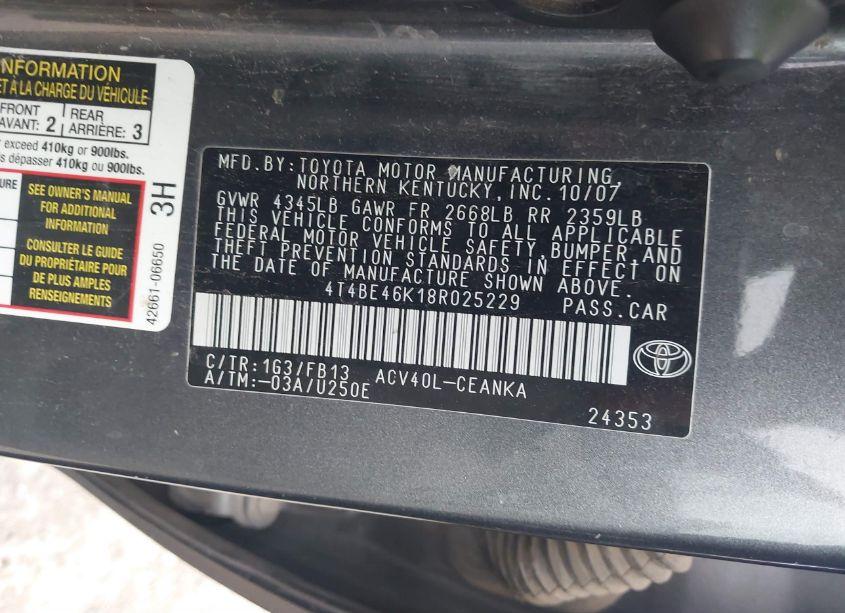 NFORMATION
ET À LA CHARGE DU VÉHICULE
FRONT
AVANT: 2
REAR
ARRIÈRE: 3
exceed 410kg or 900lbs.
s dépasser 410kg ou 900lbs.
SEE OWNER'S MANUAL
FOR ADDITIONAL
INFORMATION
CONSULTER LE GUIDE
DU PROPRIÉTAIRE POUR
DE PLUS AMPLES
RENSEIGNEMENTS
3H
42661-06650
MFD.BY:TOYOTA MOTOR MANUFACTURING,
NORTHERN KENTUCKY,INC.10/07
GVWR 4345LB GAWR FR 2668LB RR 2359LB
THIS VEHICLE CONFORMS TO ALL APPLICABLE
FEDERAL MOTOR VEHICLE SAFETY,BUMPER,AND
THEFT PREVENTION STANDARDS IN EFFECT ON
THE DATE OF MANUFACTURE SHOWN ABOVE.
4T4BE46K18R025229 PASS.CAR
C/TR:1G3/FB13 ACV40L-CEANKA
A/TM:-03A/U250E
24353